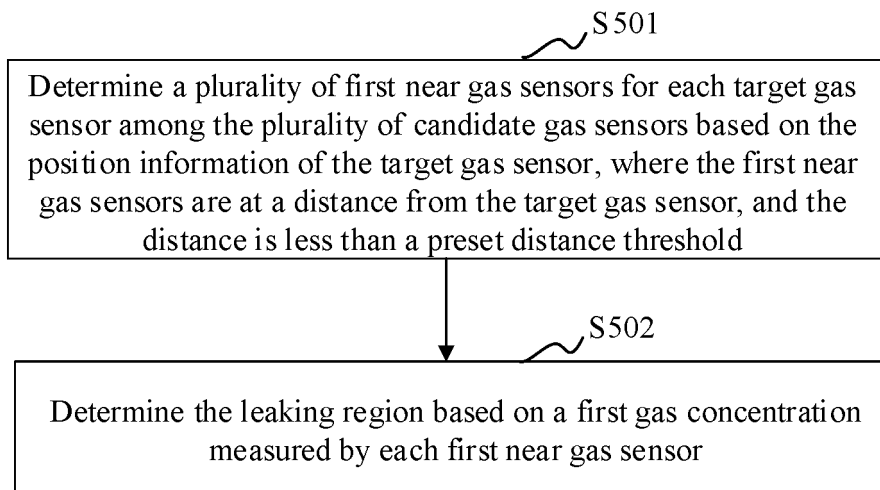 S501
Determine a plurality of first near gas sensors for each target gas
sensor among the plurality of candidate gas sensors based on the
position information of the target gas sensor, where the first near
gas sensors are at a distance from the target gas sensor, and the
distance is less than a preset distance threshold
S502
Determine the leaking region based on a first gas concentration
measured by each first near gas sensor